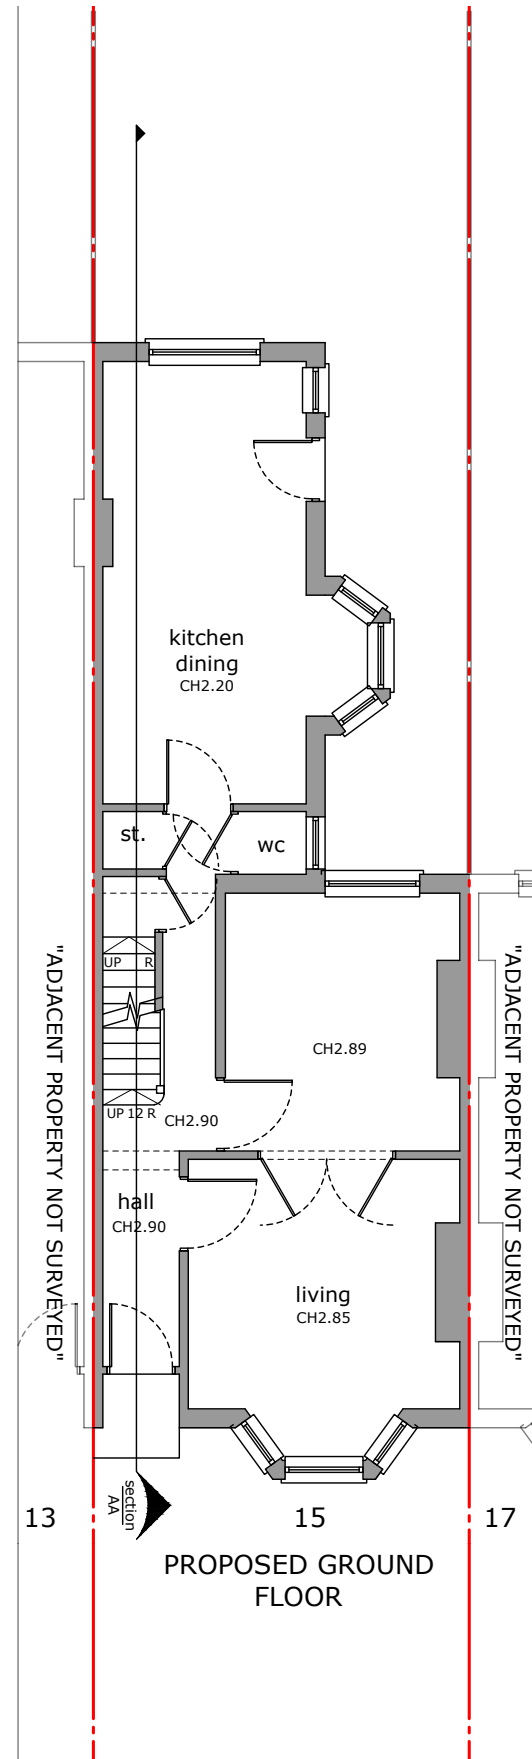 kitchen
dining
CH2.20
st.
wc
"ADJACENT PROPERTY NOT SURVEYED"
"ADJACENT PROPERTY NOT SURVEYED"
UP R
CH2.89
UP 12 R
CH2.90
hall
CH2.90
living
CH2.85
section
AA
13
15
17
PROPOSED GROUND
FLOOR